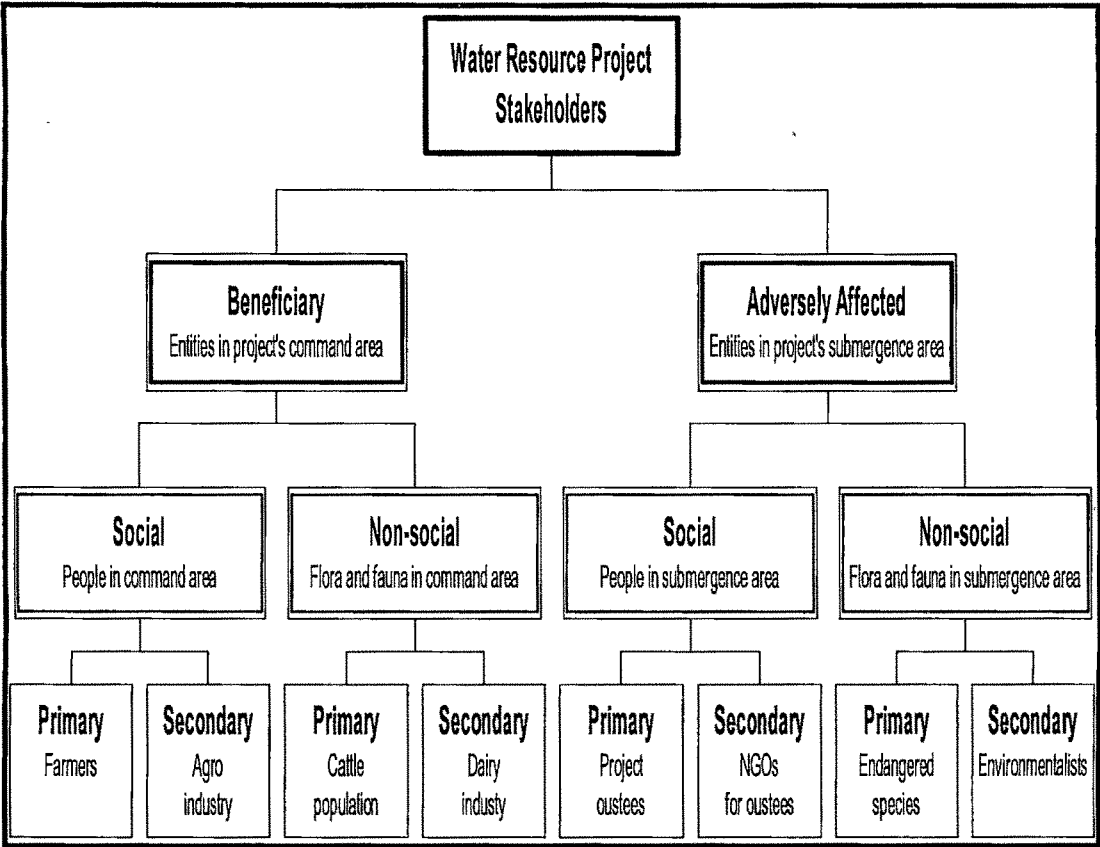 Water Resource Project
Stakeholders
Beneficiary
Entities in project's command area
Adversely Affected
Entities in project's submergence area
Social
People in command area
Non-social
Flora and fauna in command area
Social
People in submergence area
Non-social
Flora and fauna in submergence area
Primary
Farmers
Secondary
Agro
industry
Primary
Cattle
population
Secondary
Dairy
industy
Primary
Project
oustees
Secondary
NGOs
for oustees
Primary
Endangered
species
Secondary
Environmentalists